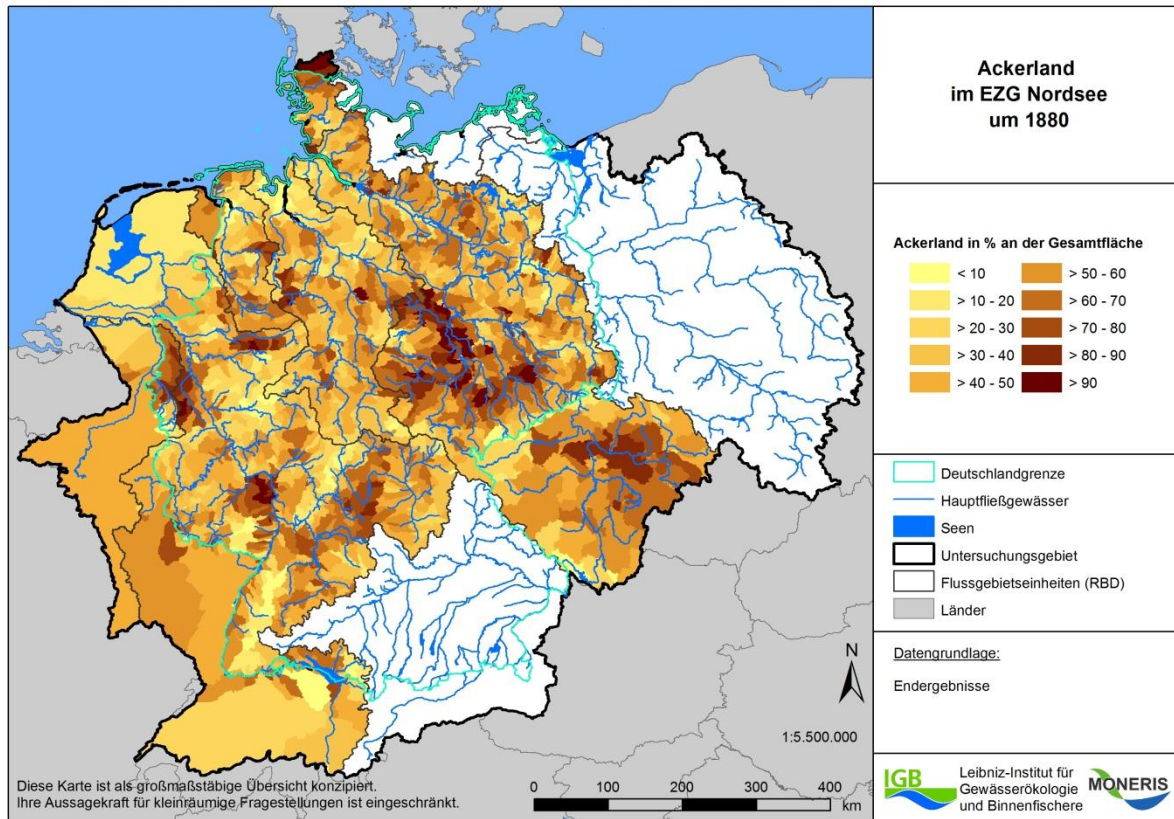 Ackerland
im EZG Nordsee
um 1880
Ackerland in % an der Gesamtfläche
< 10
> 10 - 20
> 20 - 30
> 30 - 40
> 40 - 50
> 50 - 60
> 60 - 70
> 70 - 80
> 80 - 90
> 90
Deutschlandgrenze
Hauptfließgewässer
Seen
Untersuchungsgebiet
Flussgebietseinheiten (RBD)
Länder
Datengrundlage:
Endergebnisse
N
1:5.500.000
Diese Karte ist als großmaßstäbige Übersicht konzipiert.
Ihre Aussagekraft für kleinräumige Fragestellungen ist eingeschränkt.
0 100 200 300 400
km
IGB
Leibniz-Institut für
Gewässerökologie
und Binnenfischere
MONERIS